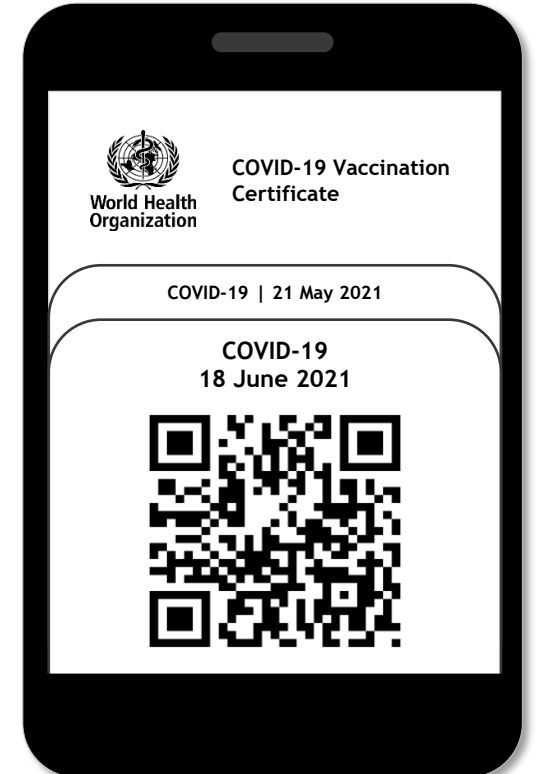 World Health
Organization
COVID-19 Vaccination
Certificate
COVID-19 | 21 May 2021
COVID-19
18 June 2021